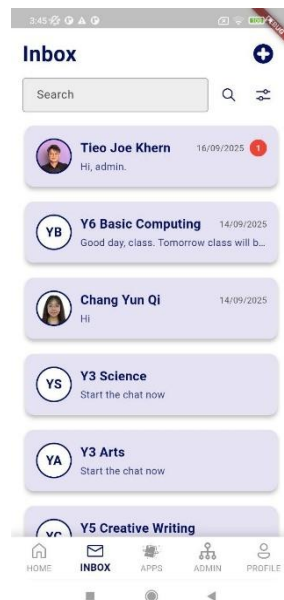 3:45
DEBUG
Inbox
Search
Tieo Joe Khern 16/09/2025 1
Hi, admin.
YB Y6 Basic Computing 14/09/2025
Good day, class. Tomorrow class will b...
Chang Yun Qi 14/09/2025
Hi
YS Y3 Science
Start the chat now
YA Y3 Arts
Start the chat now
YC Y5 Creative Writing
HOME INBOX APPS ADMIN PROFILE